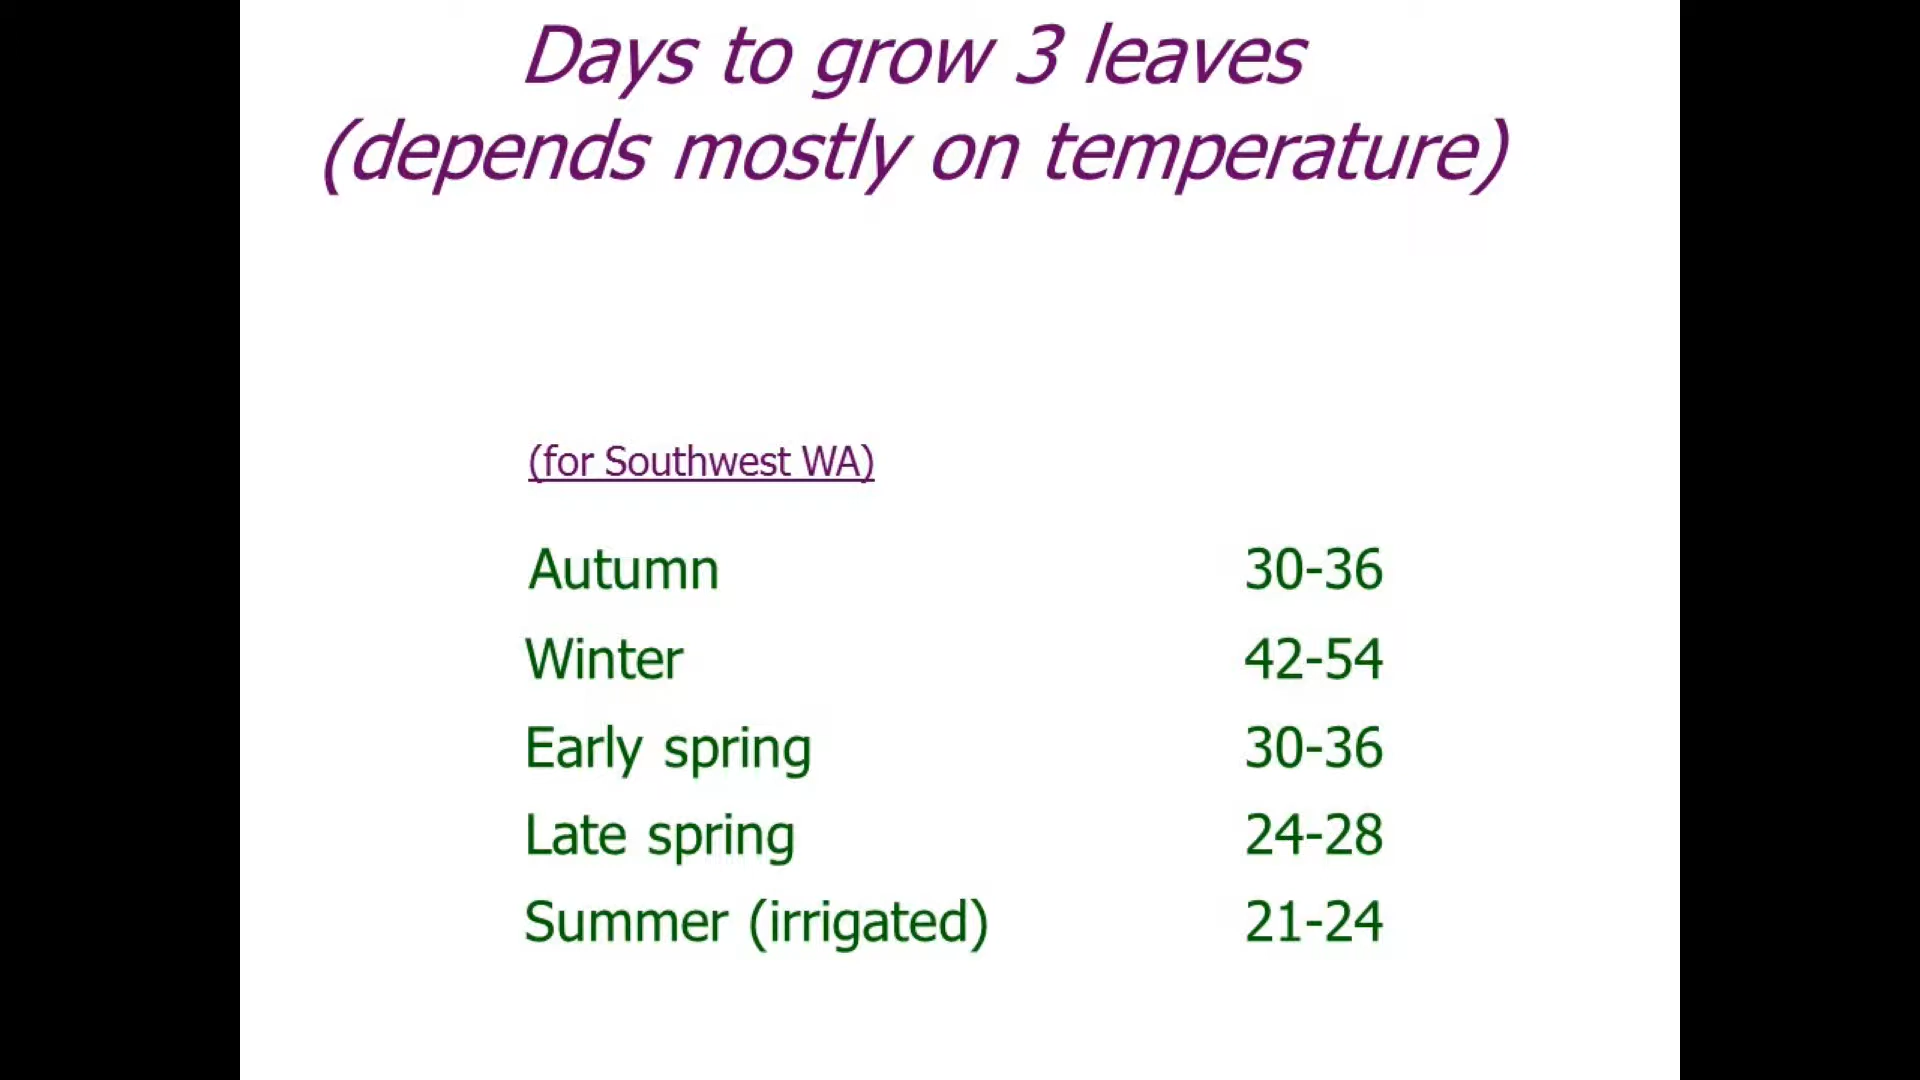 Days to grow 3 leaves
(depends mostly on temperature)
(for Southwest WA)
Autumn 30-36
Winter 42-54
Early spring 30-36
Late spring 24-28
Summer (irrigated) 21-24